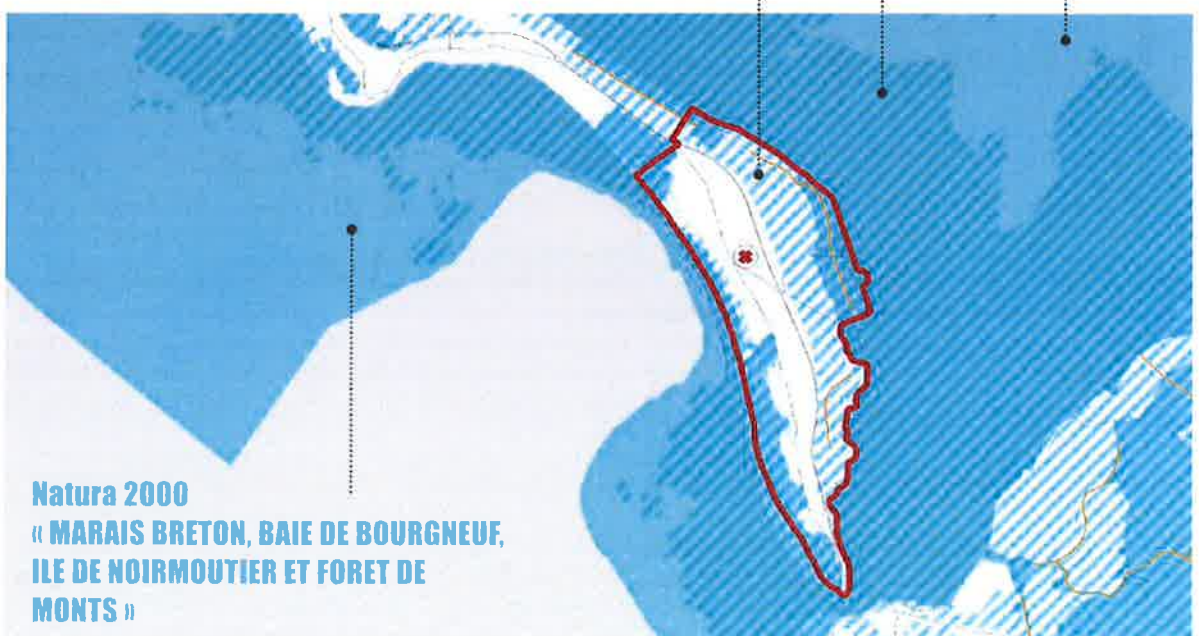 Natura 2000
« MARAIS BRETON, BAIE DE BOURGNEUF,
ILE DE NOIRMOUTIER ET FORET DE
MONTS »